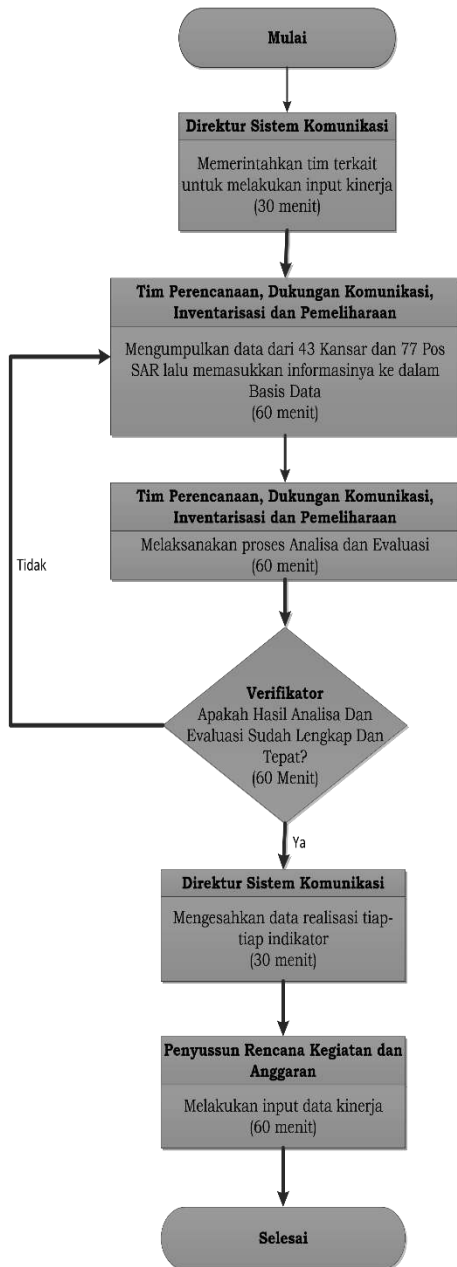 Mulai
Direktur Sistem Komunikasi
Memerintahkan tim terkait
untuk melakukan input kinerja
(30 menit)
Tim Perencanaan, Dukungan Komunikasi,
Inventarisasi dan Pemeliharaan
Mengumpulkan data dari 43 Kansar dan 77 Pos
SAR lalu memasukkan informasinya ke dalam
Basis Data
(60 menit)
Tim Perencanaan, Dukungan Komunikasi,
Inventarisasi dan Pemeliharaan
Melaksanakan proses Analisa dan Evaluasi
(60 menit)
Tidak
Verifikator
Apakah Hasil Analisa Dan
Evaluasi Sudah Lengkap Dan
Tepat?
(60 Menit)
Ya
Direktur Sistem Komunikasi
Mengesahkan data realisasi tiap-
tiap indikator
(30 menit)
Penyussun Rencana Kegiatan dan
Anggaran
Melakukan input data kinerja
(60 menit)
Selesai